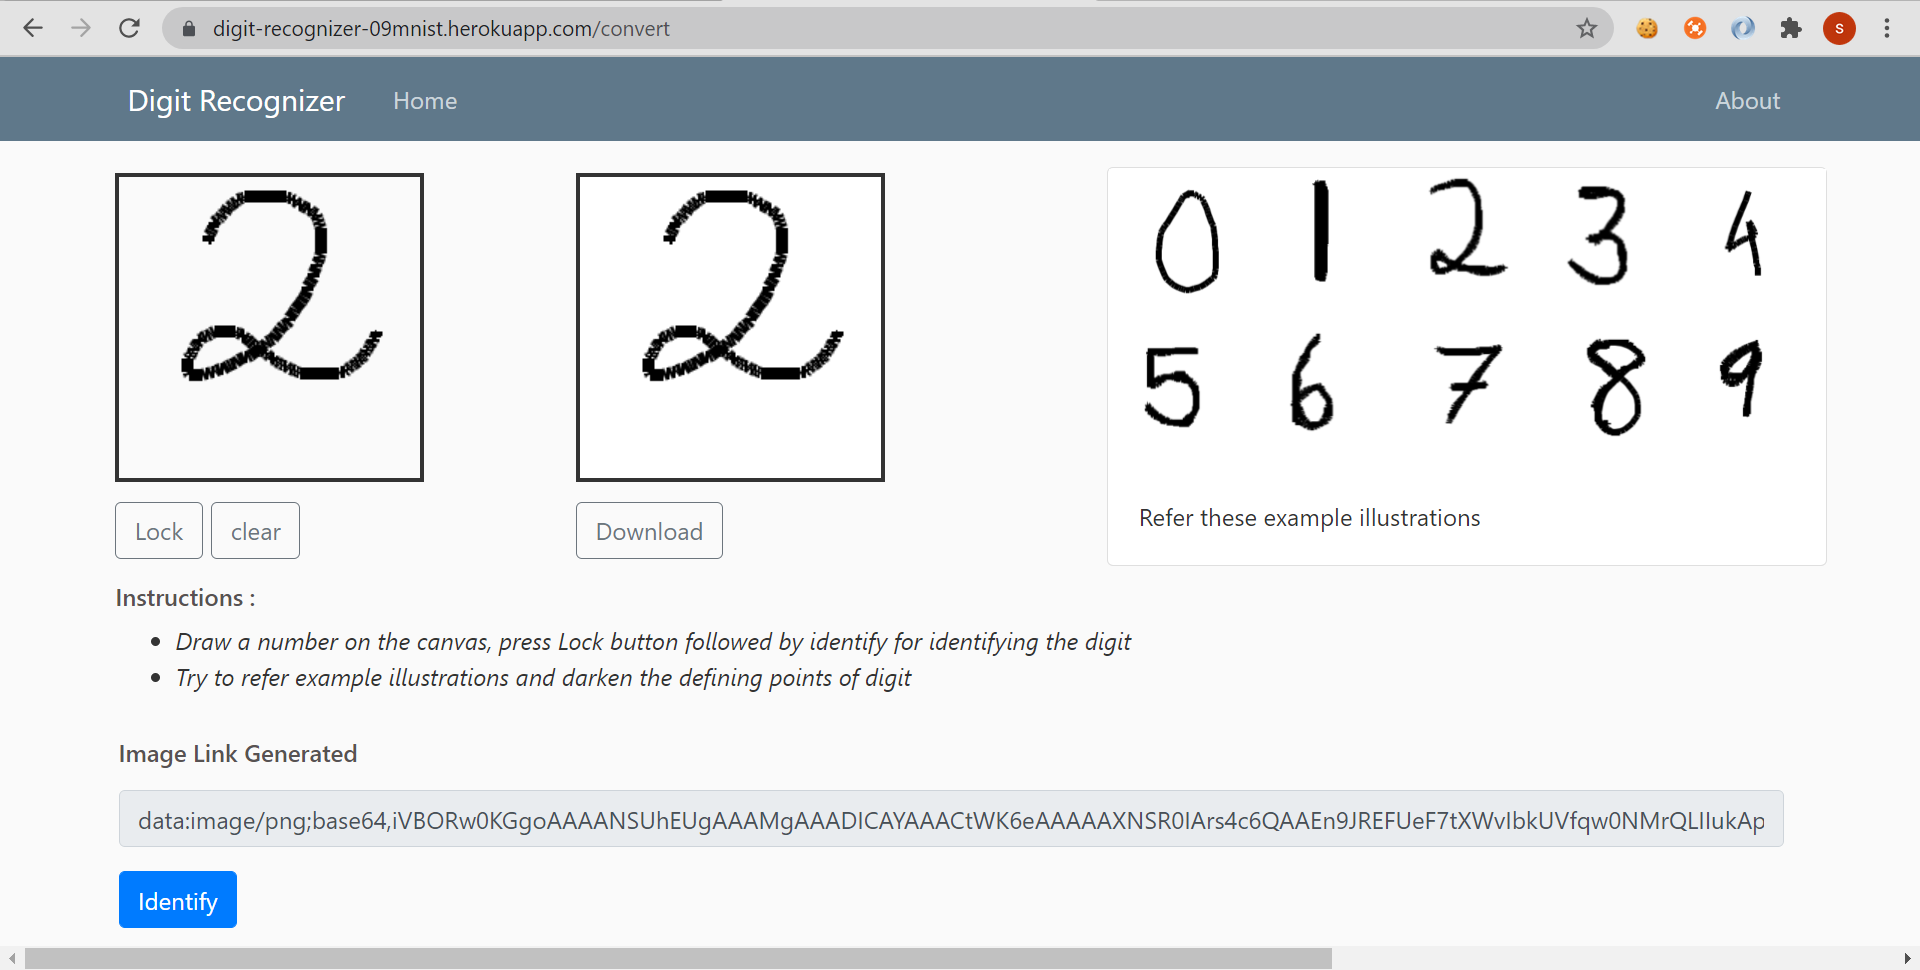 digit-recognizer-09mnist.herokuapp.com/convert
S
Digit Recognizer Home About
2
2
0 1 2 3 4
5 6 7 8 9
Refer these example illustrations
Lock clear
Download
Instructions :
Draw a number on the canvas, press Lock button followed by identify for identifying the digit
Try to refer example illustrations and darken the defining points of digit
Image Link Generated
data:image/png;base64,iVBORw0KGgoAAAANSUhEUgAAAMgAAADICAYAAACtWK6eAAAAAXNSR0IArs4c6QAAEn9JREFUeF7tXWvIbkUVfqw0NMrQLIIukAp
Identify